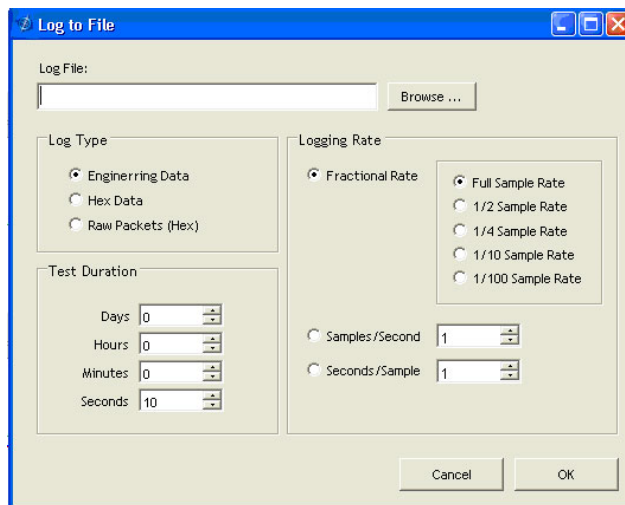 Log to File
Log File:
Browse ...
Log Type
Enginerring Data
Hex Data
Raw Packets (Hex)
Test Duration
Days 0
Hours 0
Minutes 0
Seconds 10
Logging Rate
Fractional Rate
Full Sample Rate
1/2 Sample Rate
1/4 Sample Rate
1/10 Sample Rate
1/100 Sample Rate
Samples/Second 1
Seconds/Sample 1
Cancel
OK